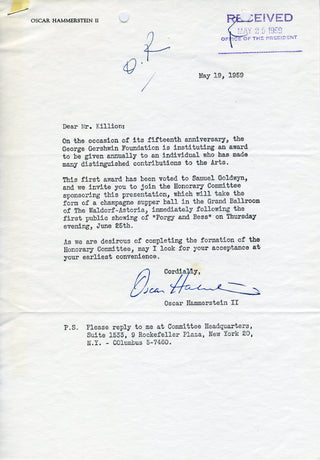 OSCAR HAMMERSTEIN II
RECEIVED
MAY 25 1959
OFFICE OF THE PRESIDENT
May 19, 1959
Dear Mr. Killion:
On the occasion of its fifteenth anniversary, the
George Gershwin Foundation is instituting an award
to be given annually to an individual who has made
many distinguished contributions to the Arts.
This first award has been voted to Samuel Goldwyn,
and we invite you to join the Honorary Committee
sponsoring this presentation, which will take the
form of a champagne supper ball in the Grand Ballroom
of The Waldorf-Astoria, immediately following the
first public showing of "Porgy and Bess" on Thursday
evening, June 25th.
As we are desirous of completing the formation of the
Honorary Committee, may I look for your acceptance at
your earliest convenience.
Cordially,
Oscar Hammerstein
Oscar Hammerstein II
P.S. Please reply to me at Committee Headquarters,
Suite 1533, 9 Rockefeller Plaza, New York 20,
N.Y. - COlumbus 5-7460.